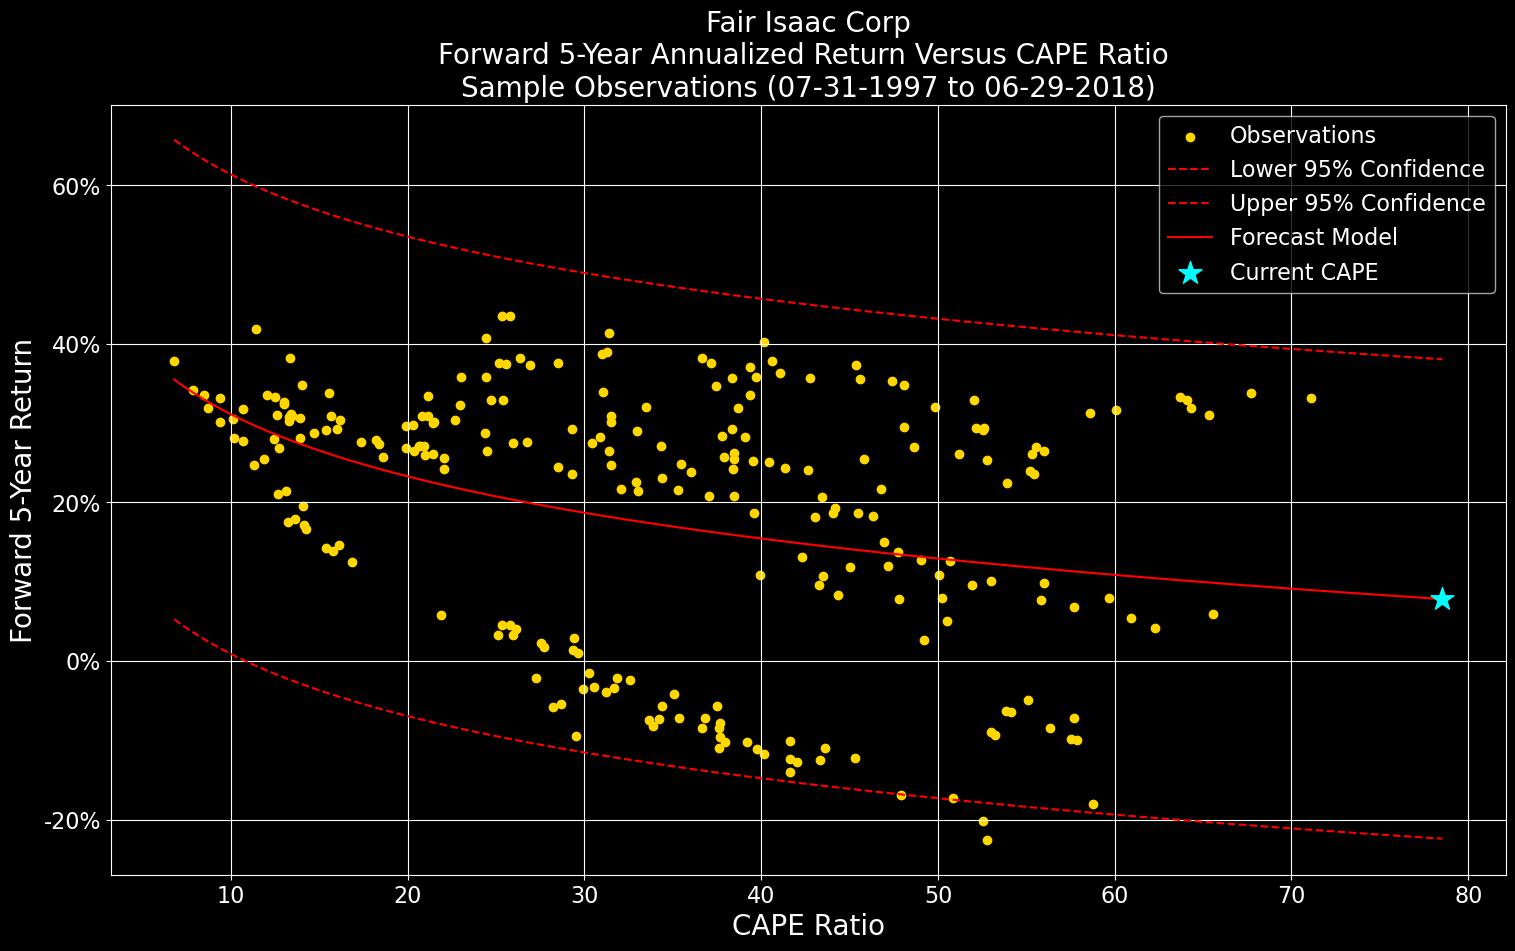 Fair Isaac Corp
Forward 5-Year Annualized Return Versus CAPE Ratio
Sample Observations (07-31-1997 to 06-29-2018)
Observations
Lower 95% Confidence
Upper 95% Confidence
Forecast Model
Current CAPE
Forward 5-Year Return
60%
40%
20%
0%
-20%
10 20 30 40 50 60 70 80
CAPE Ratio